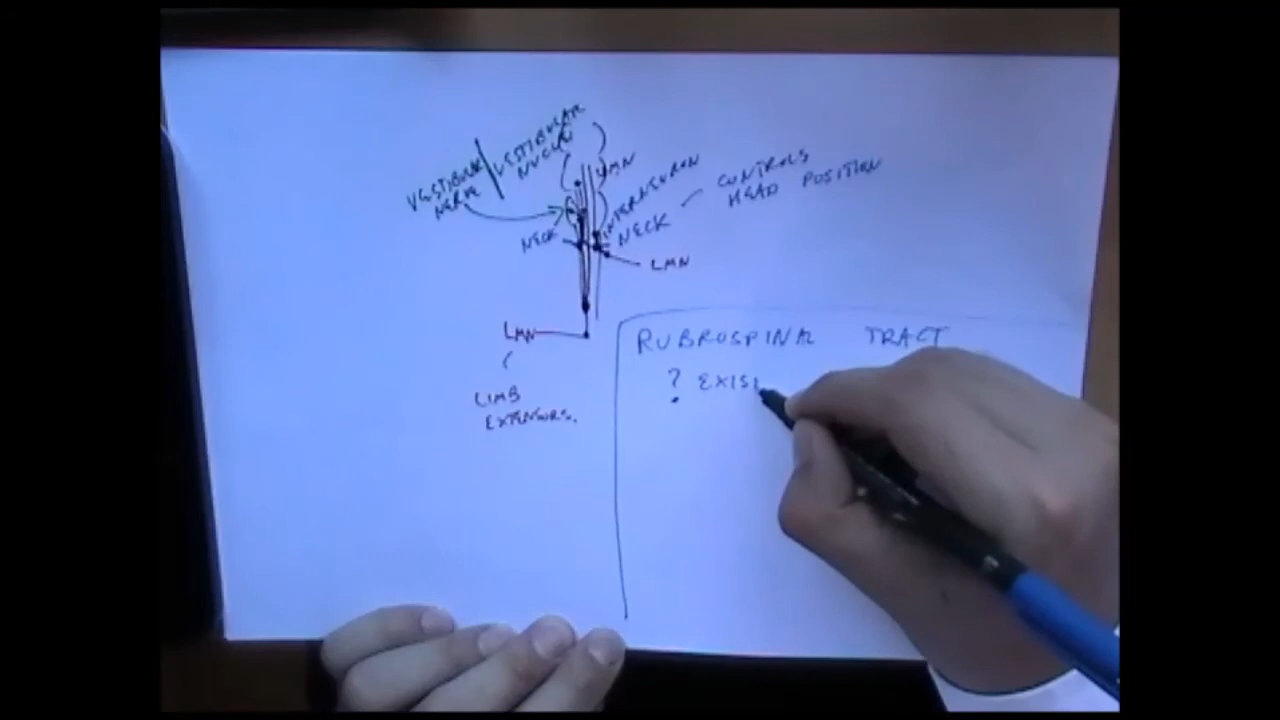 VESTIBULAR
NERVE
VESTIBULAR
NUCLEI
UMN
INTERNEURON
NECK
NECK
CONTROLS
HEAD POSITION
LMN
LMN
LIMB
EXTENSORS.
RUBROSPINAL TRACT
? EXIST